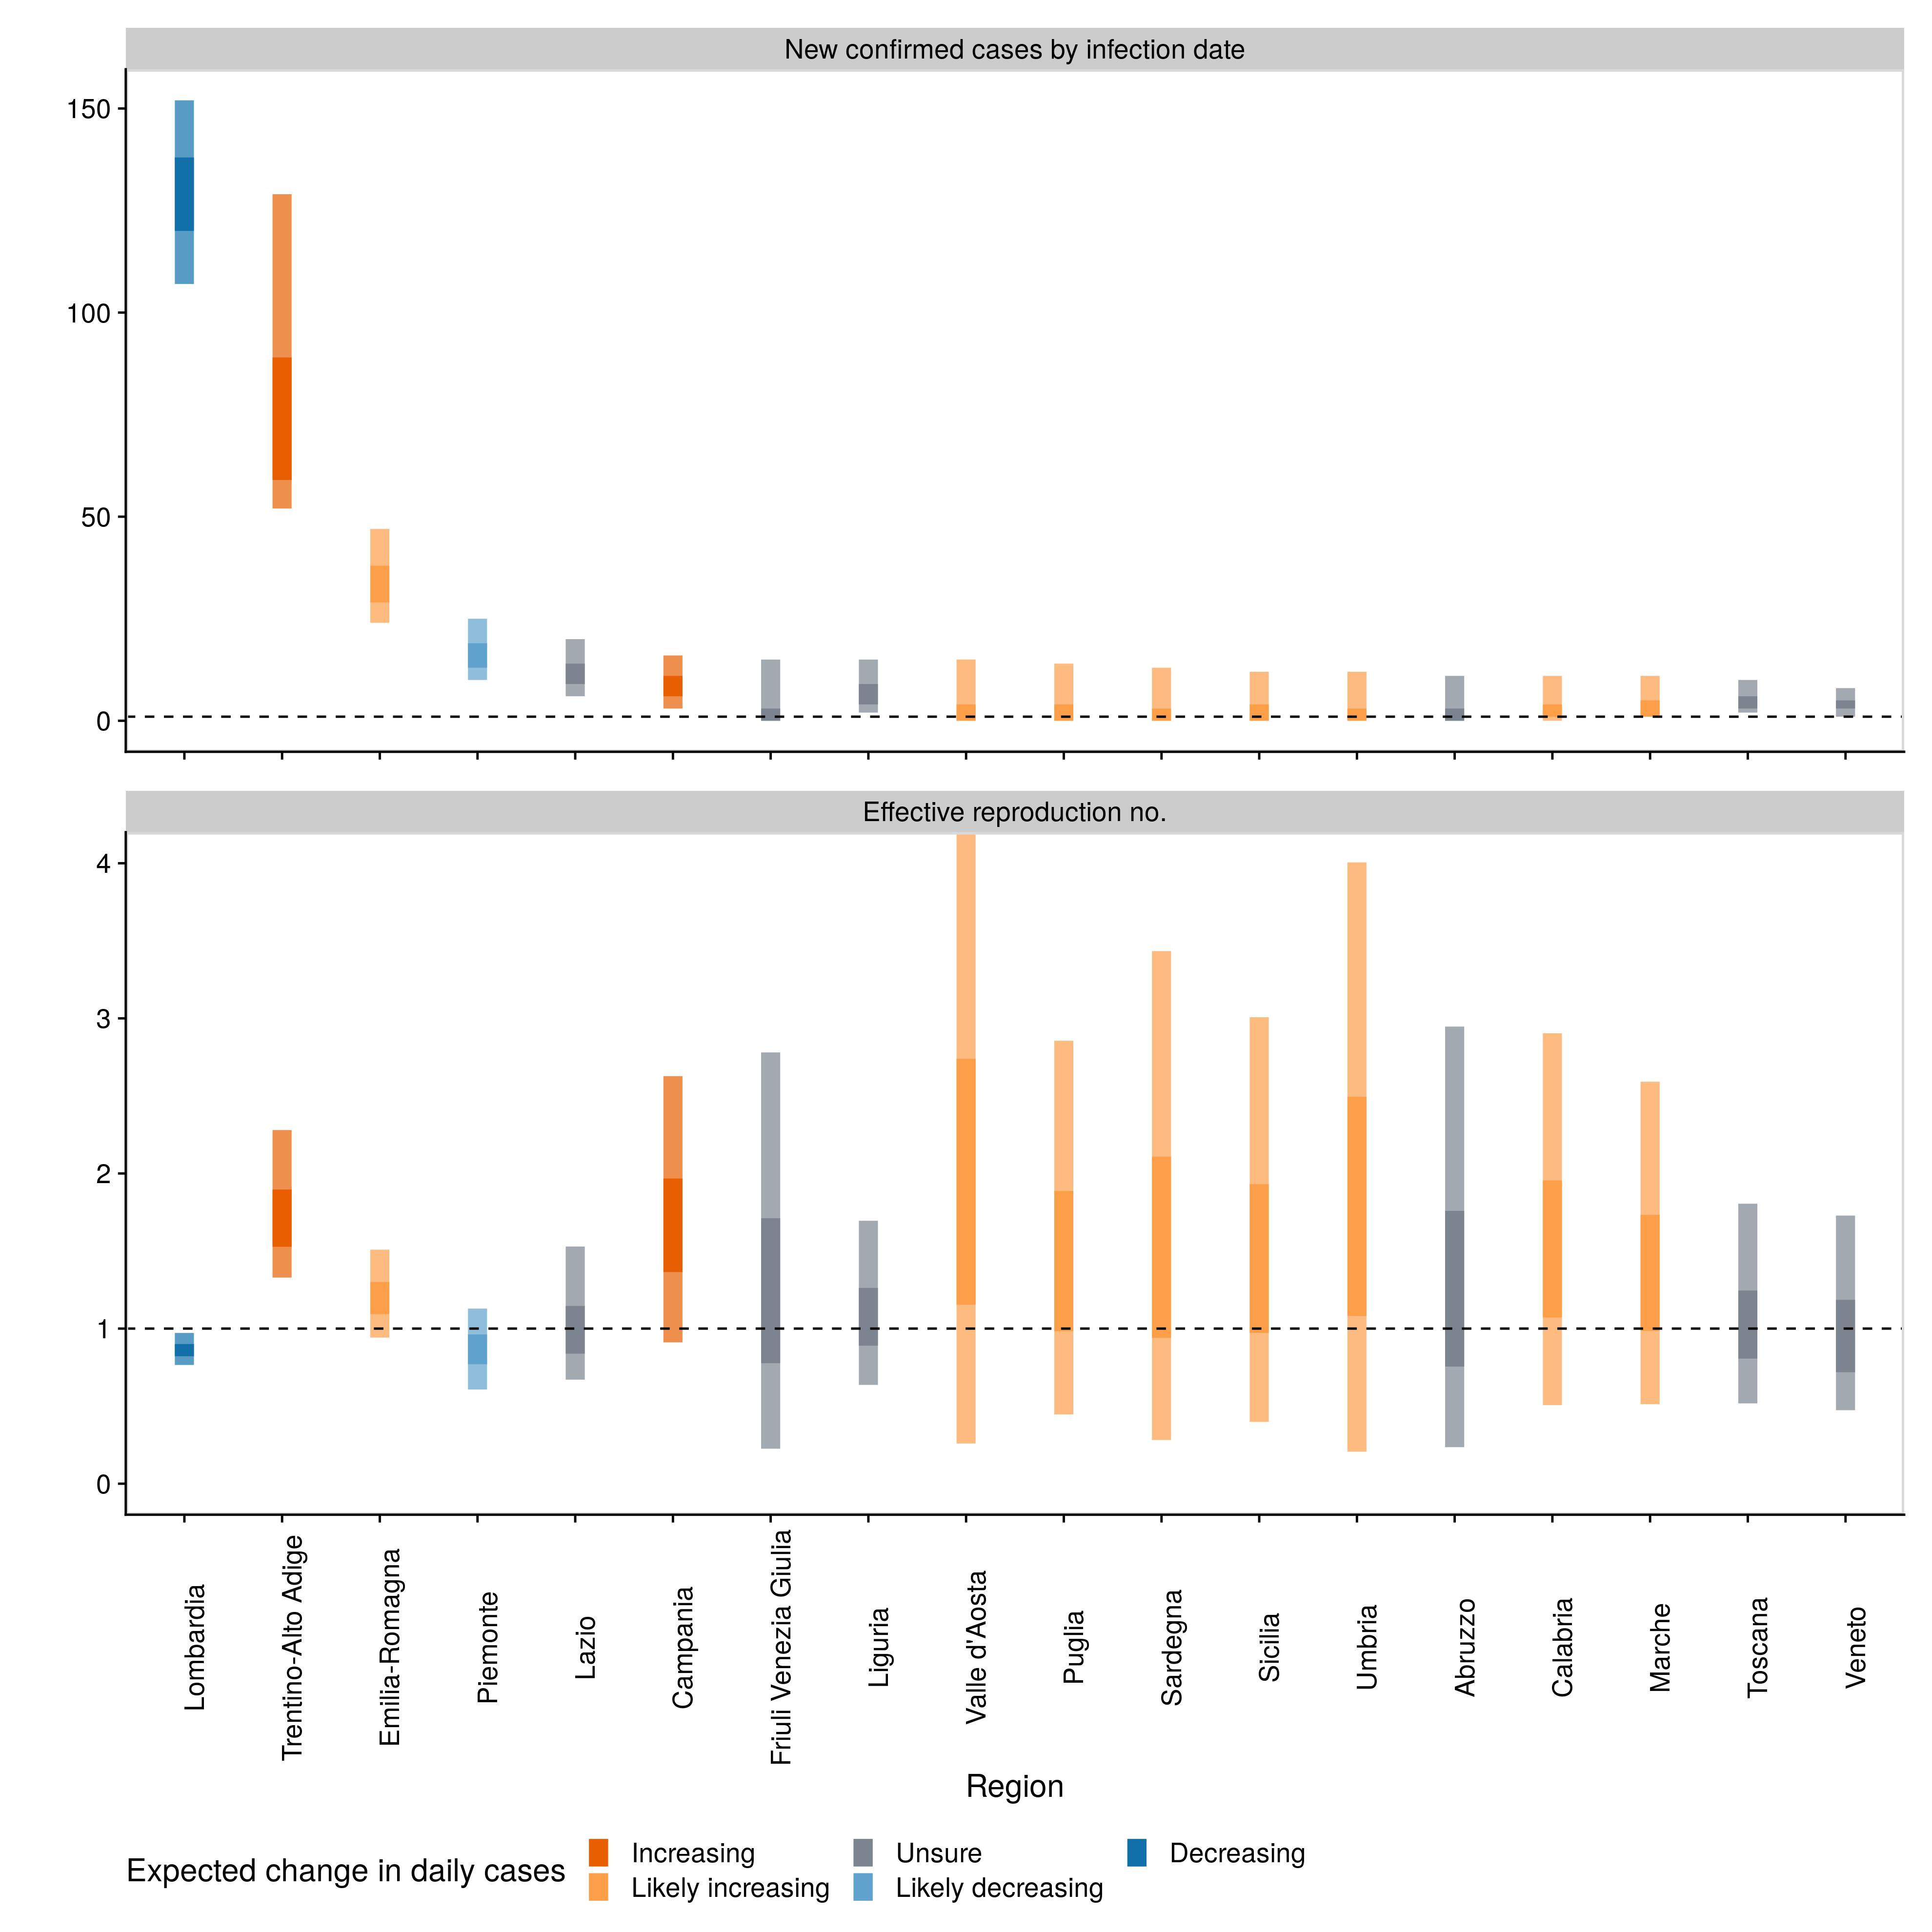 New confirmed cases by infection date
150
100
50
0
Effective reproduction no.
4
3
2
1
0
Lombardia
Trentino-Alto Adige
Emilia-Romagna
Piemonte
Lazio
Campania
Friuli Venezia Giulia
Liguria
Valle d'Aosta
Puglia
Sardegna
Sicilia
Umbria
Abruzzo
Calabria
Marche
Toscana
Veneto
Region
Expected change in daily cases
Increasing
Unsure
Decreasing
Likely increasing
Likely decreasing